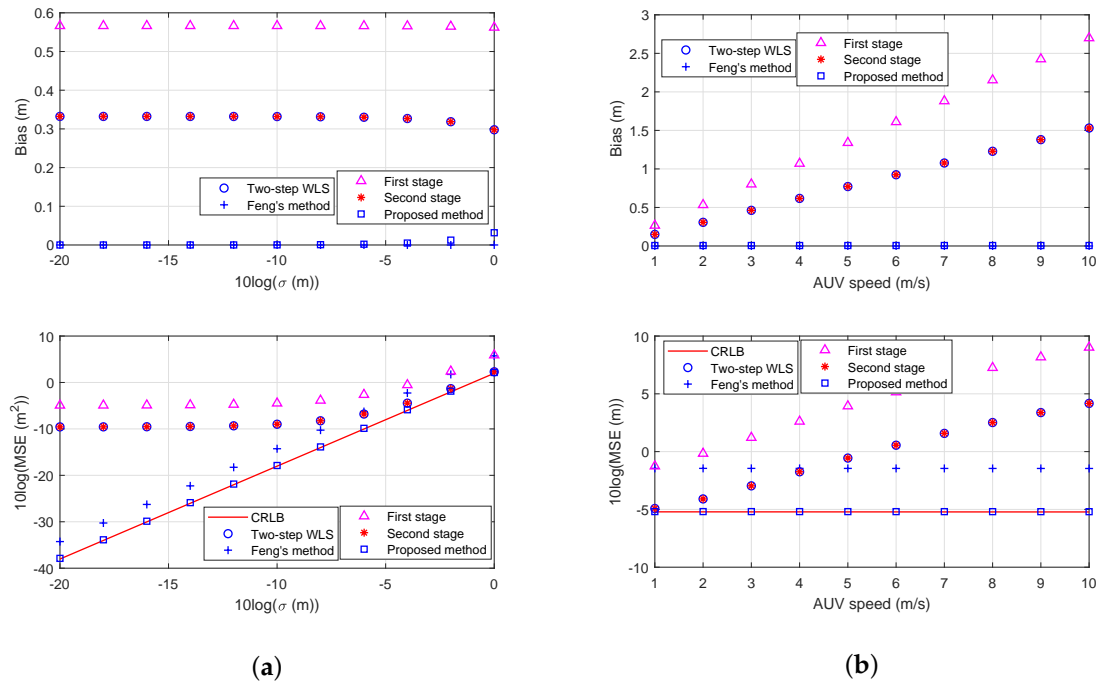 0.6
0.5
0.4
0.3
0.2
0.1
0
Bias (m)
Two-step WLS
Feng's method
First stage
Second stage
Proposed method
-20 -15 -10 -5 0
10log(σ (m))
3
2.5
2
1.5
1
0.5
0
Bias (m)
Two-step WLS
Feng's method
First stage
Second stage
Proposed method
1 2 3 4 5 6 7 8 9 10
AUV speed (m/s)
10
0
-10
-20
-30
-40
10log(MSE (m²))
CRLB
Two-step WLS
Feng's method
First stage
Second stage
Proposed method
-20 -15 -10 -5 0
10log(σ (m))
10
5
0
-5
-10
10log(MSE (m))
CRLB
Two-step WLS
Feng's method
First stage
Second stage
Proposed method
1 2 3 4 5 6 7 8 9 10
AUV speed (m/s)
(a)
(b)